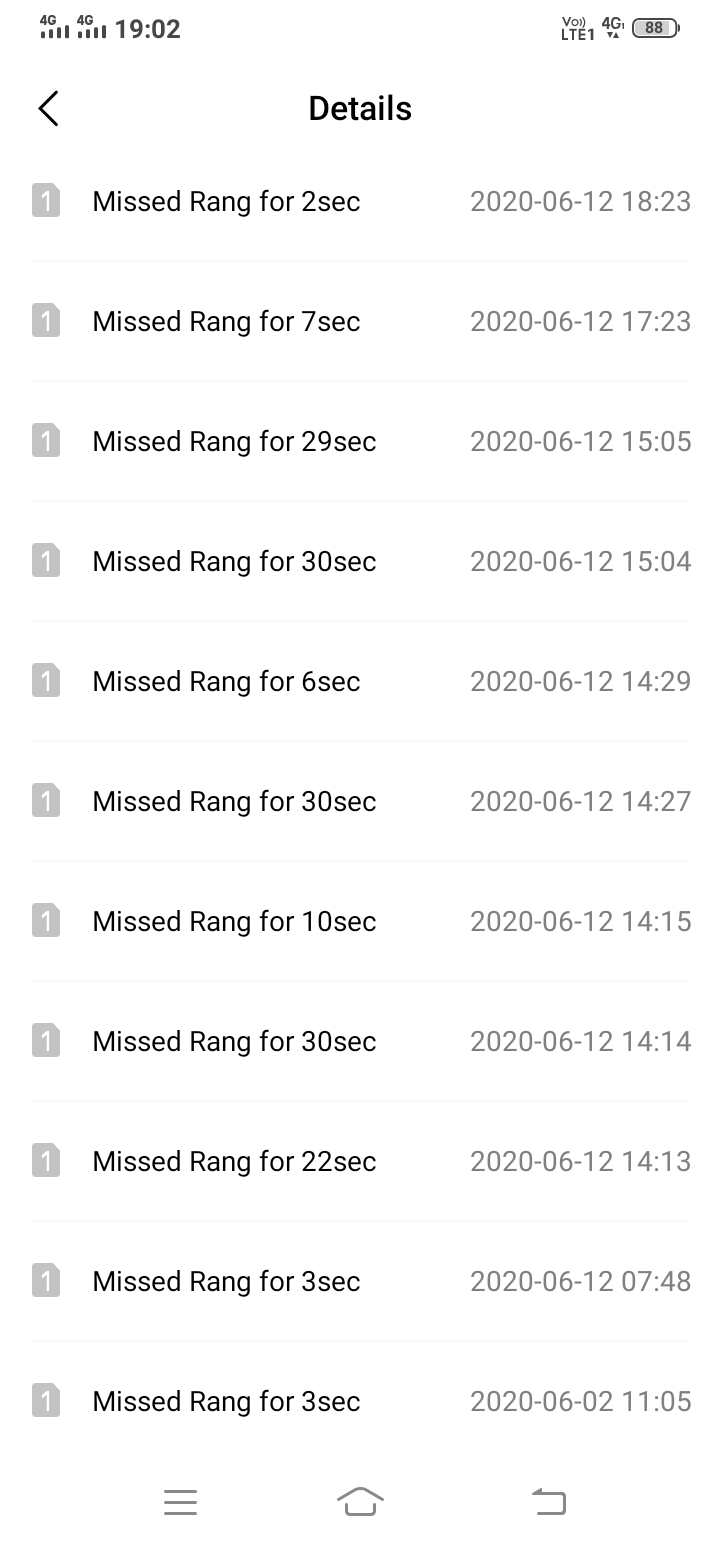 4G 4G 19:02 Vo)) LTE1 4G1 88
Details
1 Missed Rang for 2sec 2020-06-12 18:23
1 Missed Rang for 7sec 2020-06-12 17:23
1 Missed Rang for 29sec 2020-06-12 15:05
1 Missed Rang for 30sec 2020-06-12 15:04
1 Missed Rang for 6sec 2020-06-12 14:29
1 Missed Rang for 30sec 2020-06-12 14:27
1 Missed Rang for 10sec 2020-06-12 14:15
1 Missed Rang for 30sec 2020-06-12 14:14
1 Missed Rang for 22sec 2020-06-12 14:13
1 Missed Rang for 3sec 2020-06-12 07:48
1 Missed Rang for 3sec 2020-06-02 11:05